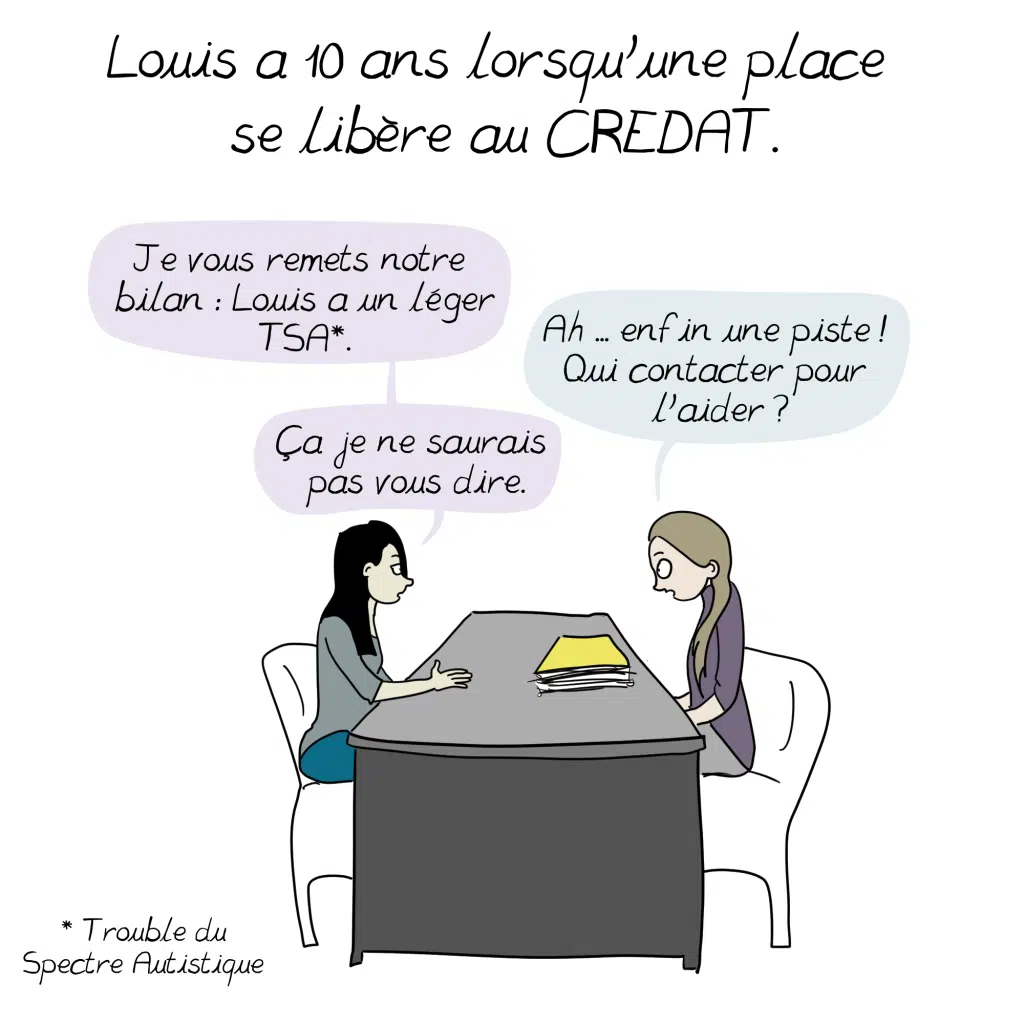 Louis a 10 ans lorsqu'une place
se libère au CREDAT.
Je vous remets notre
bilan : Louis a un léger
TSA*.
Ah ... enfin une piste !
Qui contacter pour
l'aider ?
Ça je ne saurais
pas vous dire.
* Trouble du
Spectre Autistique